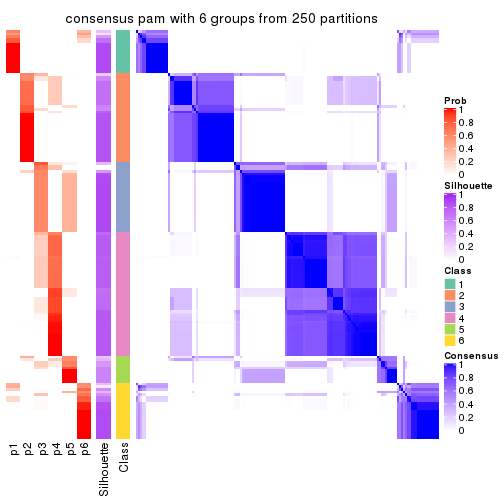 consensus pam with 6 groups from 250 partitions
Prob
1
0.8
0.6
0.4
0.2
0
Silhouette
1
0.8
0.6
0.4
0.2
0
Class
1
2
3
4
5
6
Consensus
1
0.8
0.6
0.4
0.2
0
p1
p2
p3
p4
p5
p6
Silhouette
Class